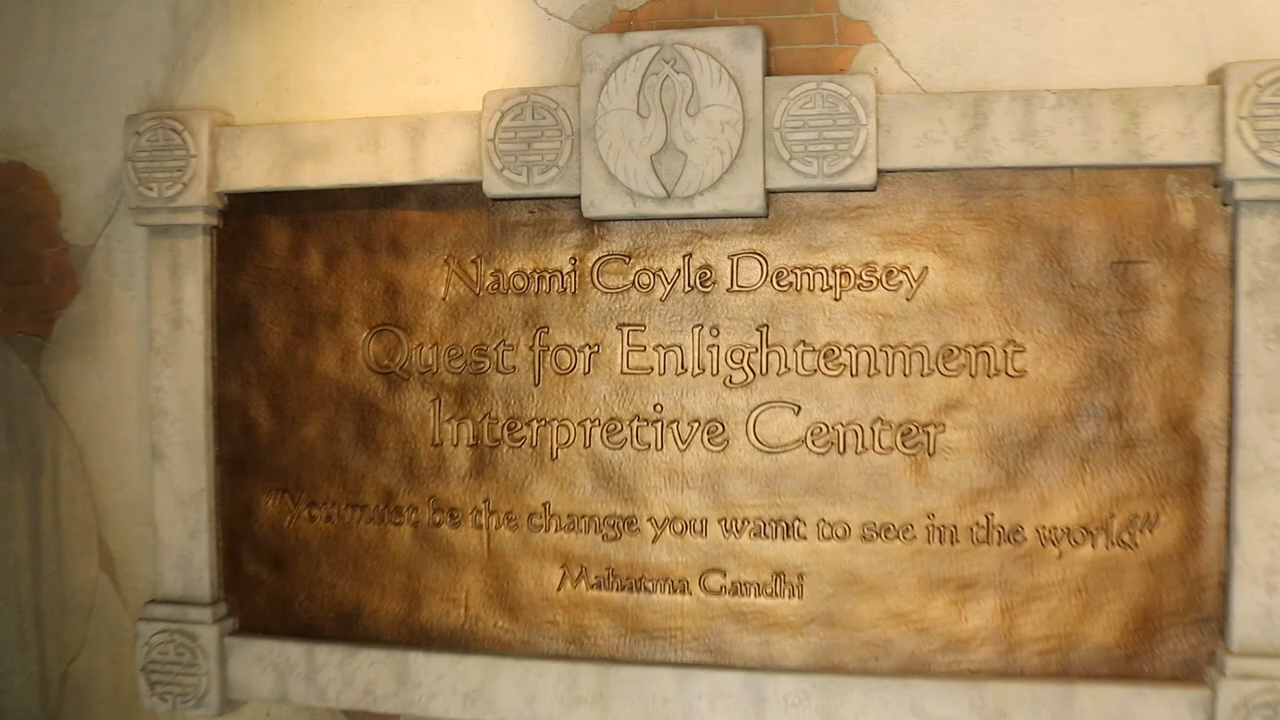 Naomi Coyle Dempsey
Quest for Enlightenment
Interpretive Center
"You must be the change you want to see in the world"
Mahatma Gandhi